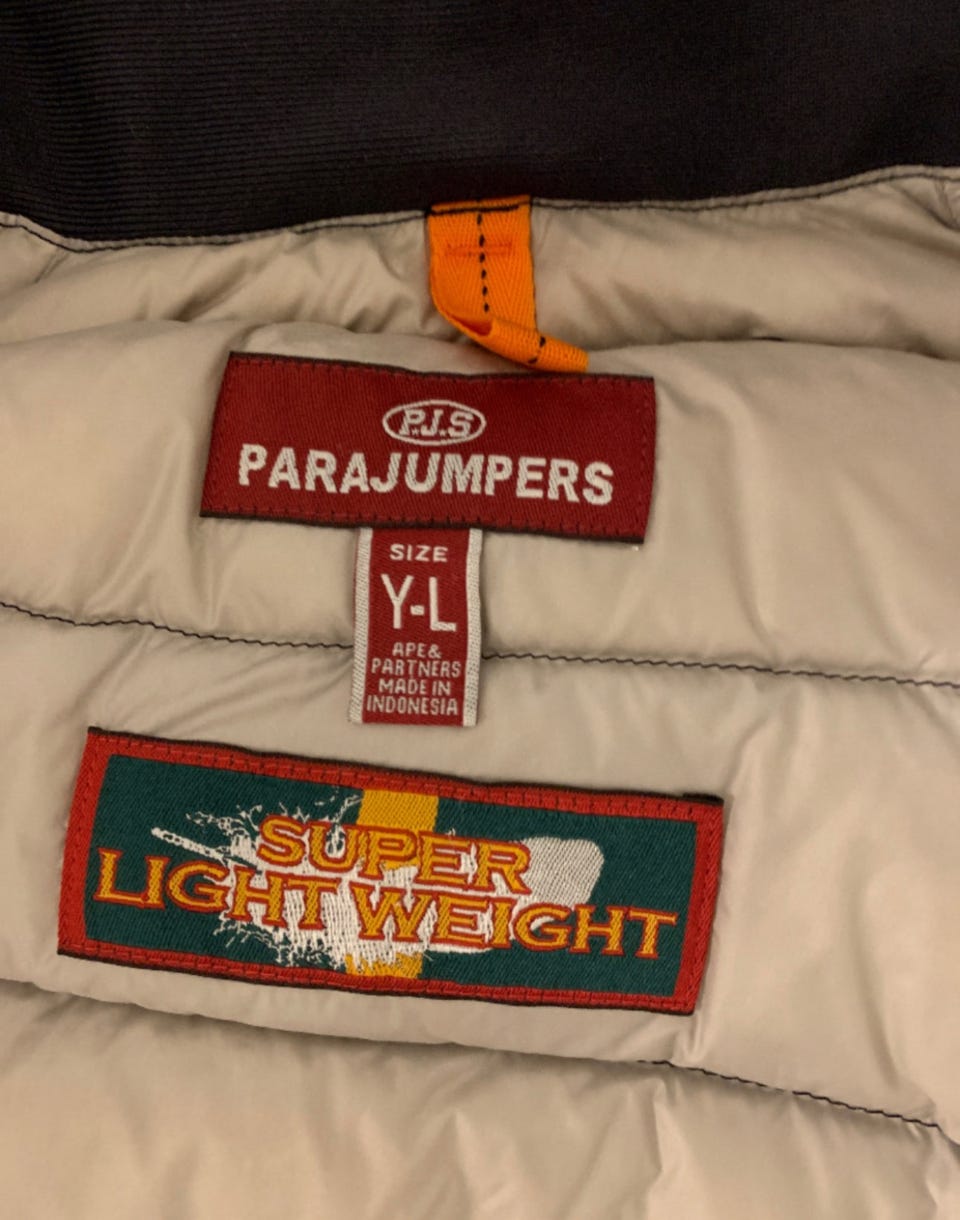 P.J.S
PARAJUMPERS
SIZE
Y-L
APE&
PARTNERS
MADE IN
INDONESIA
SUPER
LIGHT WEIGHT